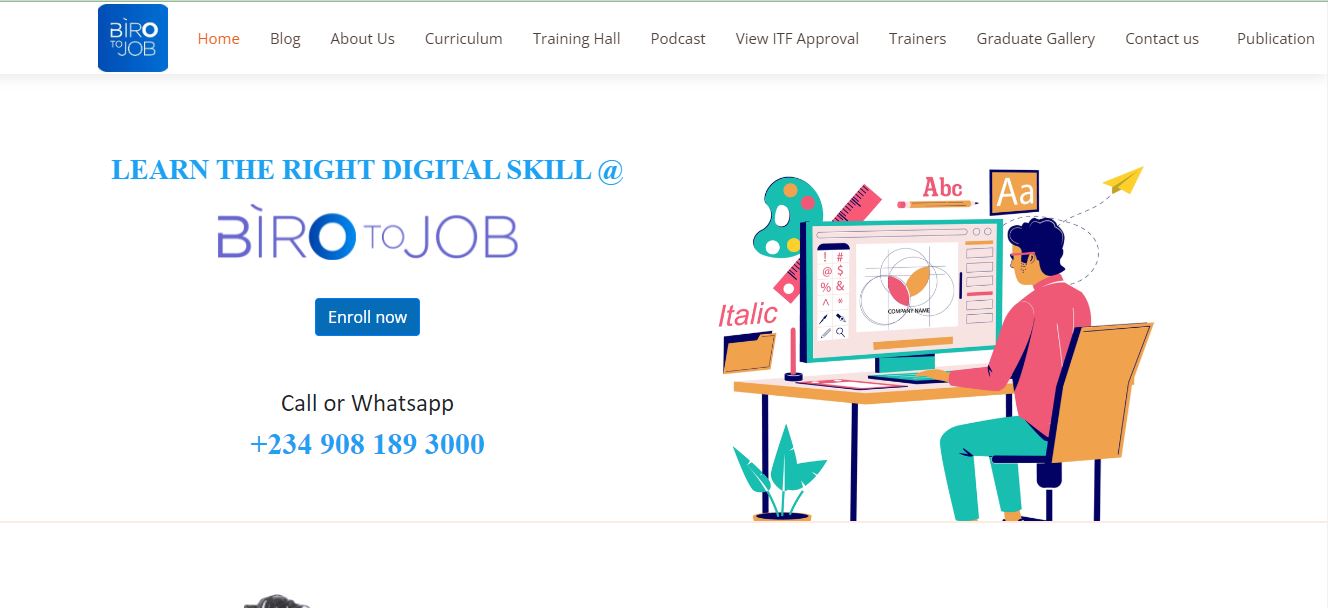 BÌRO
TO JOB
Home Blog About Us Curriculum Training Hall Podcast View ITF Approval Trainers Graduate Gallery Contact us Publication
LEARN THE RIGHT DIGITAL SKILL @
BÌRO TO JOB
Enroll now
Call or Whatsapp
+234 908 189 3000
Abc
Aa
! #
@ $
% &
^ *
COMPANY NAME
Italic